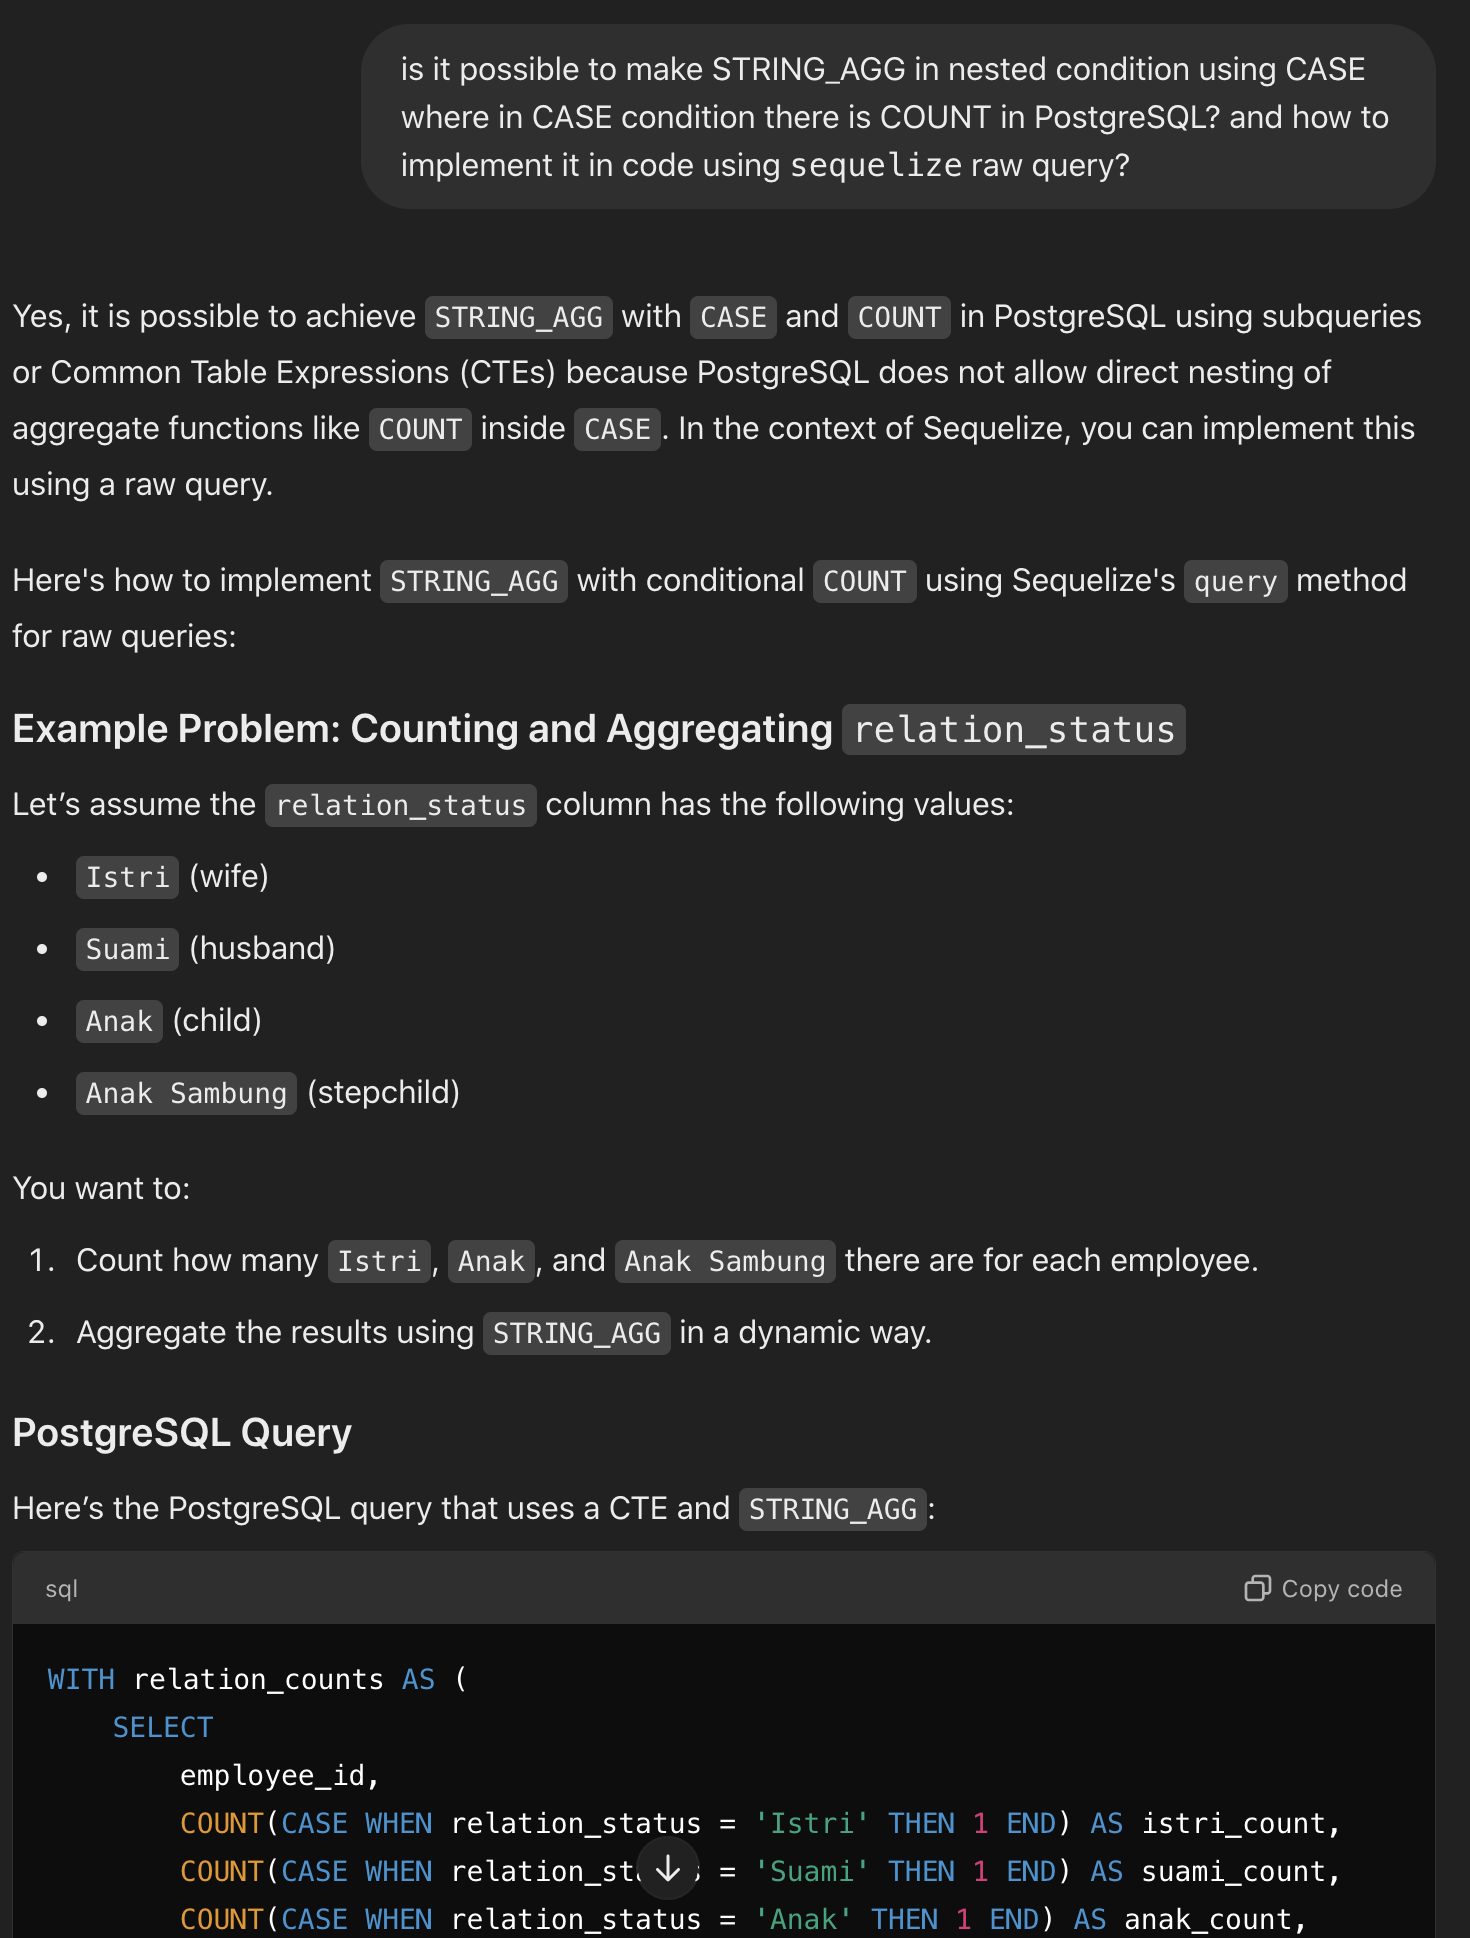 is it possible to make STRING_AGG in nested condition using CASE
where in CASE condition there is COUNT in PostgreSQL? and how to
implement it in code using sequelize raw query?
Yes, it is possible to achieve STRING_AGG with CASE and COUNT in PostgreSQL using subqueries
or Common Table Expressions (CTEs) because PostgreSQL does not allow direct nesting of
aggregate functions like COUNT inside CASE. In the context of Sequelize, you can implement this
using a raw query.
Here's how to implement STRING_AGG with conditional COUNT using Sequelize's query method
for raw queries:
Example Problem: Counting and Aggregating relation_status
Let’s assume the relation_status column has the following values:
• Istri (wife)
• Suami (husband)
• Anak (child)
• Anak Sambung (stepchild)
You want to:
1. Count how many Istri, Anak, and Anak Sambung there are for each employee.
2. Aggregate the results using STRING_AGG in a dynamic way.
PostgreSQL Query
Here’s the PostgreSQL query that uses a CTE and STRING_AGG:
sql Copy code
WITH relation_counts AS (
SELECT
employee_id,
COUNT(CASE WHEN relation_status = 'Istri' THEN 1 END) AS istri_count,
COUNT(CASE WHEN = 'Suami' THEN 1 END) AS suami_count,
COUNT(CASE WHEN relation_status = 'Anak' THEN 1 END) AS anak_count,